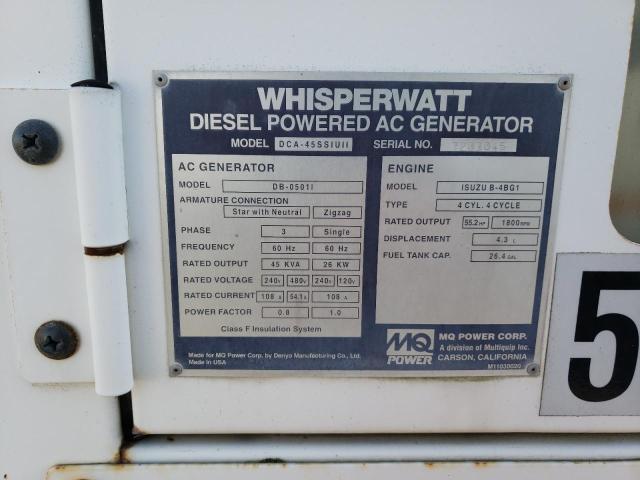 WHISPERWATT
DIESEL POWERED AC GENERATOR
MODEL DCA-45SSIUII SERIAL NO.
AC GENERATOR
MODEL DB-0501I
ARMATURE CONNECTION
Star with Neutral Zigzag
PHASE 3 Single
FREQUENCY 60 Hz 60 Hz
RATED OUTPUT 45 KVA 26 KW
RATED VOLTAGE 240V 480V 240V 120V
RATED CURRENT 108 A 54.1 A 108 A
POWER FACTOR 0.8 1.0
Class F Insulation System
ENGINE
MODEL ISUZU B-4BG1
TYPE 4 CYL. 4 CYCLE
RATED OUTPUT 55.2 HP 1800 RPM
DISPLACEMENT 4.3 L
FUEL TANK CAP. 26.4 GAL
Made for MQ Power Corp. by Denyo Manufacturing Co., Ltd.
Made in USA
MQ
POWER
MQ POWER CORP.
A division of Multiquip Inc.
CARSON, CALIFORNIA
M11030020
5